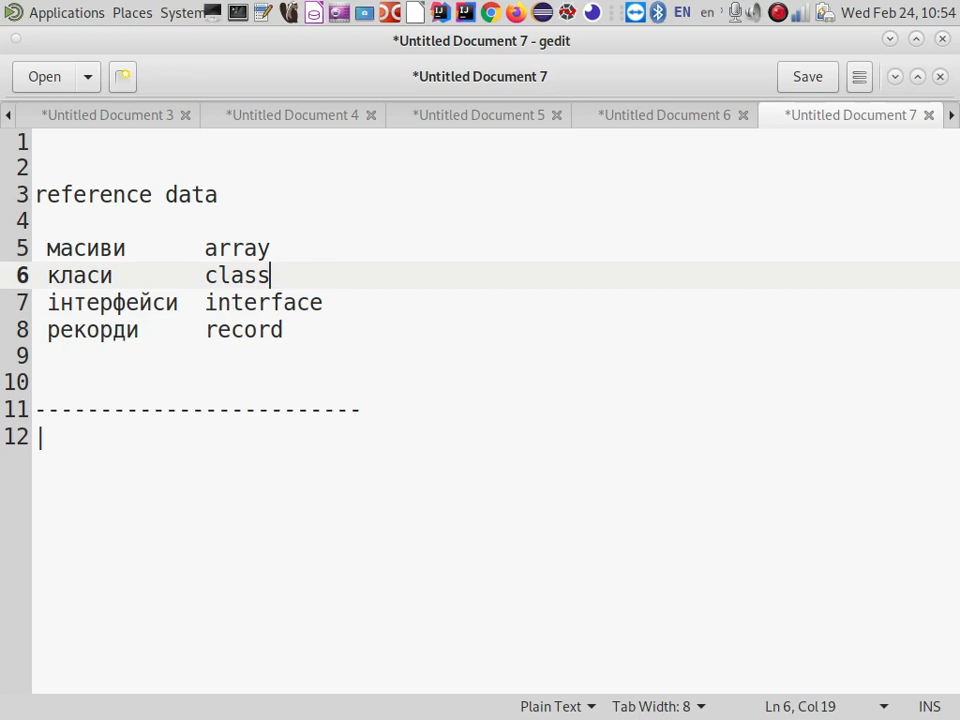 Applications Places System EN en Wed Feb 24, 10:54
*Untitled Document 7 - gedit
Open *Untitled Document 7 Save
*Untitled Document 3 *Untitled Document 4 *Untitled Document 5 *Untitled Document 6 *Untitled Document 7
1
2
3 reference data
4
5 масиви array
6 класи class
7 інтерфейси interface
8 рекорди record
9
10
11 -------------------------
12
Plain Text Tab Width: 8 Ln 6, Col 19 INS